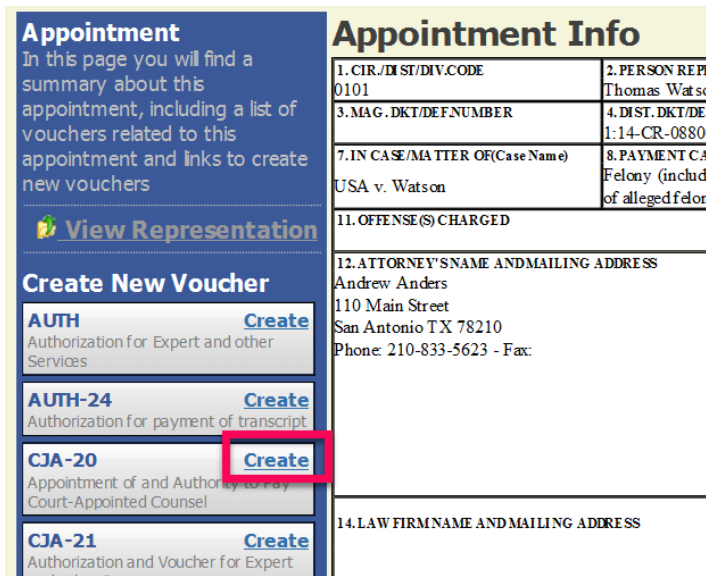 Appointment
In this page you will find a
summary about this
appointment, including a list of
vouchers related to this
appointment and links to create
new vouchers
View Representation
Create New Voucher
AUTH Create
Authorization for Expert and other
Services
AUTH-24 Create
Authorization for payment of transcript
CJA-20 Create
Appointment of and Authority to Pay
Court-Appointed Counsel
CJA-21 Create
Authorization and Voucher for Expert
Appointment Info
1. CIR./DIST/DIV.CODE
0101
2. PERSON REP
Thomas Wats
3. MAG. DKT/DEF.NUMBER
4. DIST. DKT/DE
1:14-CR-0880
7. IN CASE/MATTER OF(Case Name)
USA v. Watson
8. PAYMENT CA
Felony (includ
of alleged felon
11. OFFENSE(S) CHARGED
12. ATTORNEY'S NAME AND MAILING ADDRESS
Andrew Anders
110 Main Street
San Antonio TX 78210
Phone: 210-833-5623 - Fax:
14. LAW FIRM NAME AND MAILING ADDRESS